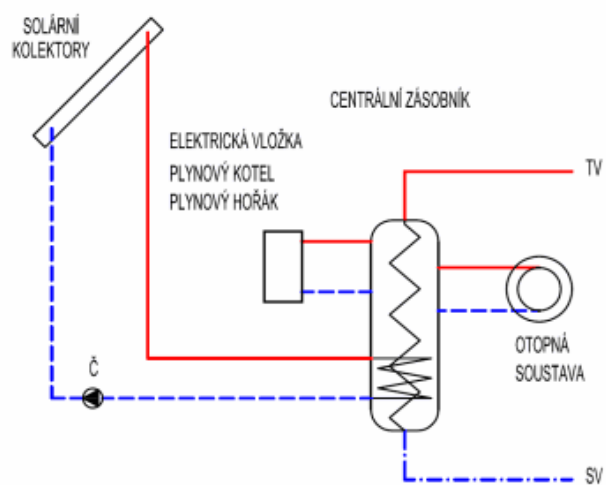 SOLÁRNÍ
KOLEKTORY
CENTRÁLNÍ ZÁSOBNÍK
ELEKTRICKÁ VLOŽKA
PLYNOVÝ KOTEL
PLYNOVÝ HOŘÁK
TV
OTOPNÁ
SOUSTAVA
Č
SV